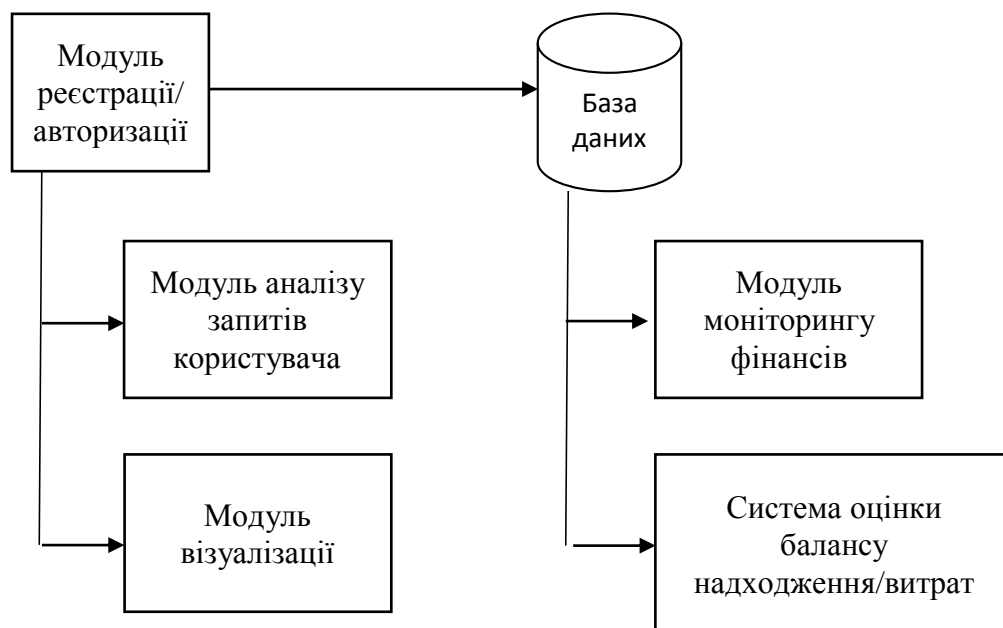 Модуль
реєстрації/
авторизації
База
даних
Модуль аналізу
запитів
користувача
Модуль
моніторингу
фінансів
Модуль
візуалізації
Система оцінки
балансу
надходження/витрат